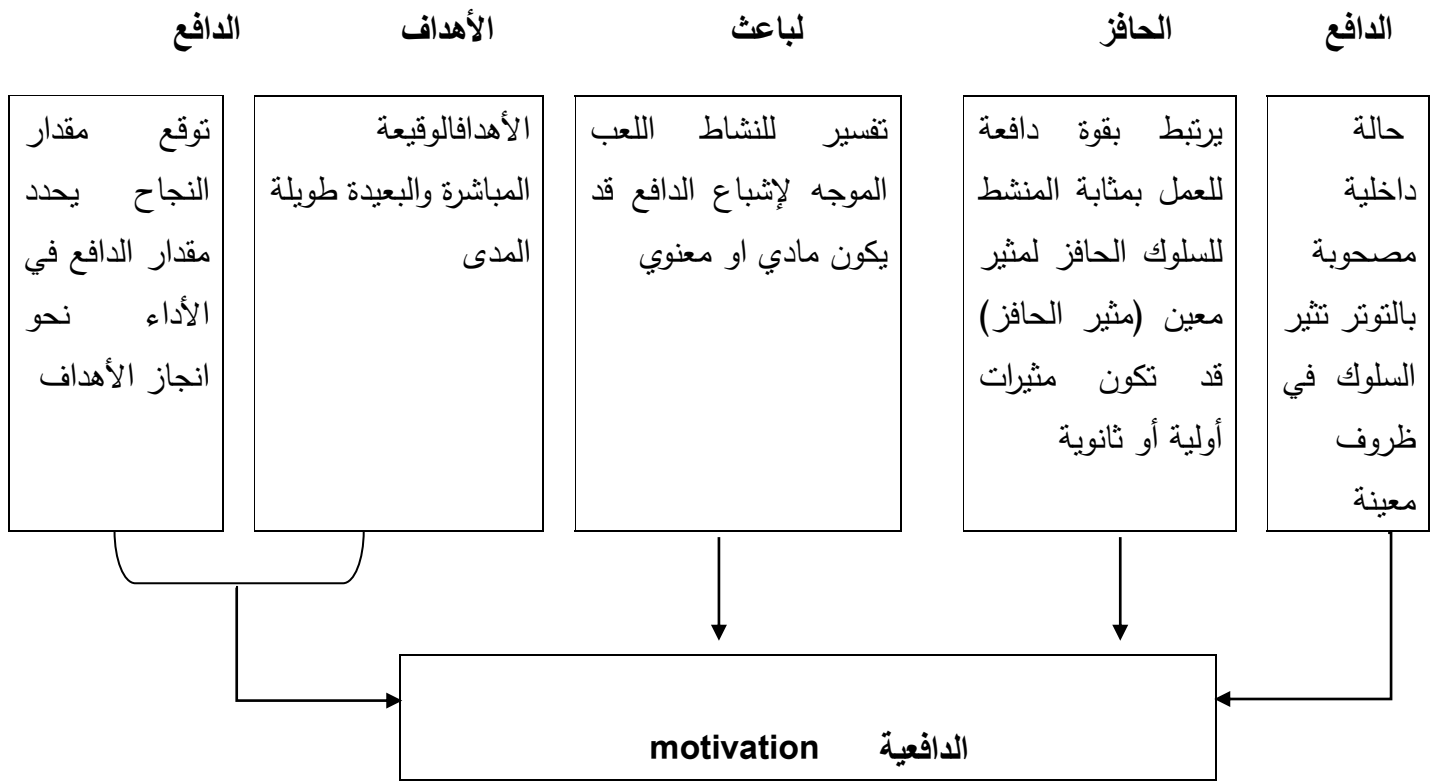 الدافع
الحافز
لباعث
الأهداف
الدافع
حالة
داخلية
مصحوبة
بالتوتر تثير
السلوك في
ظروف
معينة
يرتبط بقوة دافعة
للعمل بمثابة المنشط
للسلوك الحافز لمثير
معين (مثير الحافز)
قد تكون مثيرات
أولية أو ثانوية
تفسير للنشاط اللعب
الموجه لإشباع الدافع قد
يكون مادي او معنوي
الأهدافالوقيعة
المباشرة والبعيدة طويلة
المدى
توقع مقدار
النجاح يحدد
مقدار الدافع في
الأداء نحو
انجاز الأهداف
الدافعية motivation